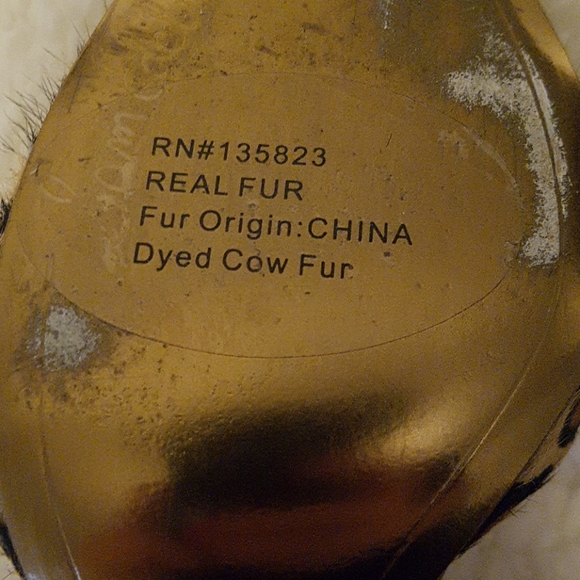 RN#135823
REAL FUR
Fur Origin:CHINA
Dyed Cow Fur